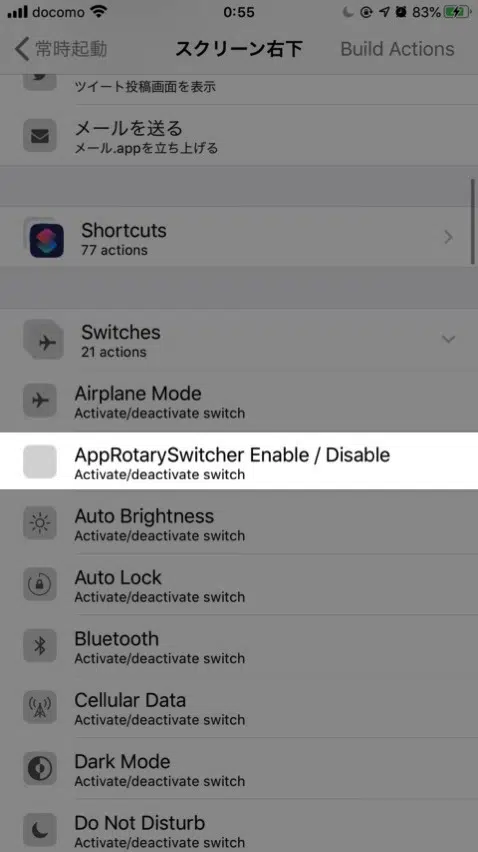 docomo 0:55 83%
常時起動 スクリーン右下 Build Actions
ツイート投稿画面を表示
メールを送る
メール.appを立ち上げる
Shortcuts
77 actions
Switches
21 actions
Airplane Mode
Activate/deactivate switch
AppRotarySwitcher Enable / Disable
Activate/deactivate switch
Auto Brightness
Activate/deactivate switch
Auto Lock
Activate/deactivate switch
Bluetooth
Activate/deactivate switch
Cellular Data
Activate/deactivate switch
Dark Mode
Activate/deactivate switch
Do Not Disturb
Activate/deactivate switch